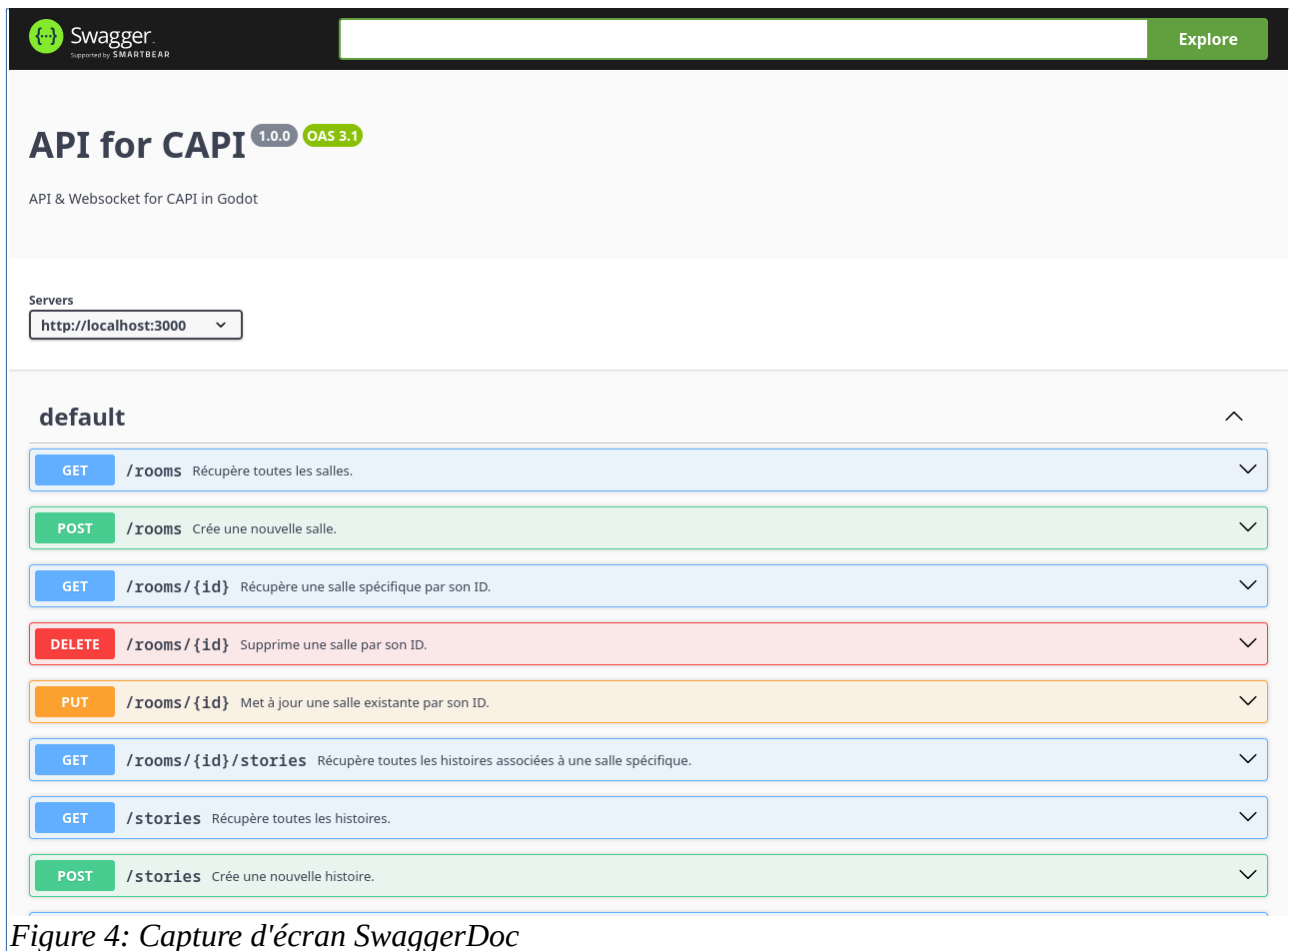 {···} Swagger.
Supported by SMARTBEAR
Explore
API for CAPI 1.0.0 OAS 3.1
API & Websocket for CAPI in Godot
Servers
http://localhost:3000
default
GET /rooms Récupère toutes les salles.
POST /rooms Crée une nouvelle salle.
GET /rooms/{id} Récupère une salle spécifique par son ID.
DELETE /rooms/{id} Supprime une salle par son ID.
PUT /rooms/{id} Met à jour une salle existante par son ID.
GET /rooms/{id}/stories Récupère toutes les histoires associées à une salle spécifique.
GET /stories Récupère toutes les histoires.
POST /stories Crée une nouvelle histoire.
Figure 4: Capture d'écran SwaggerDoc